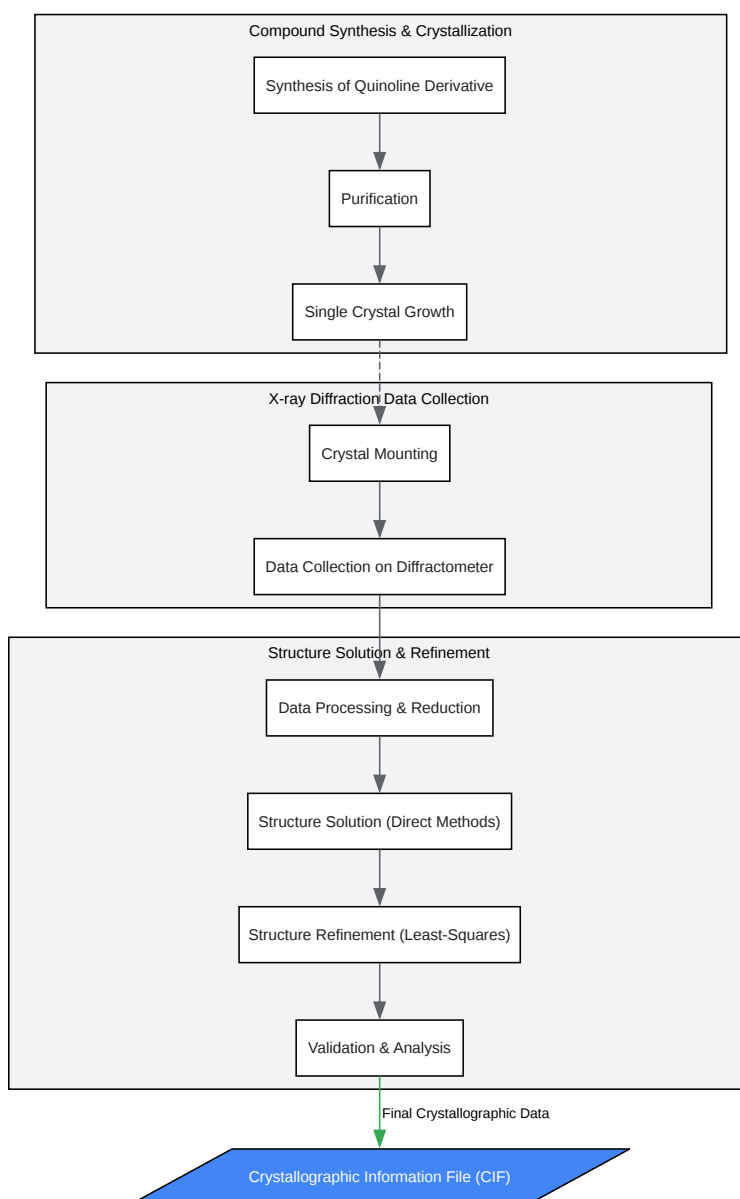 Compound Synthesis & Crystallization
Synthesis of Quinoline Derivative
Purification
Single Crystal Growth
X-ray Diffraction Data Collection
Crystal Mounting
Data Collection on Diffractometer
Structure Solution & Refinement
Data Processing & Reduction
Structure Solution (Direct Methods)
Structure Refinement (Least-Squares)
Validation & Analysis
Final Crystallographic Data
Crystallographic Information File (CIF)